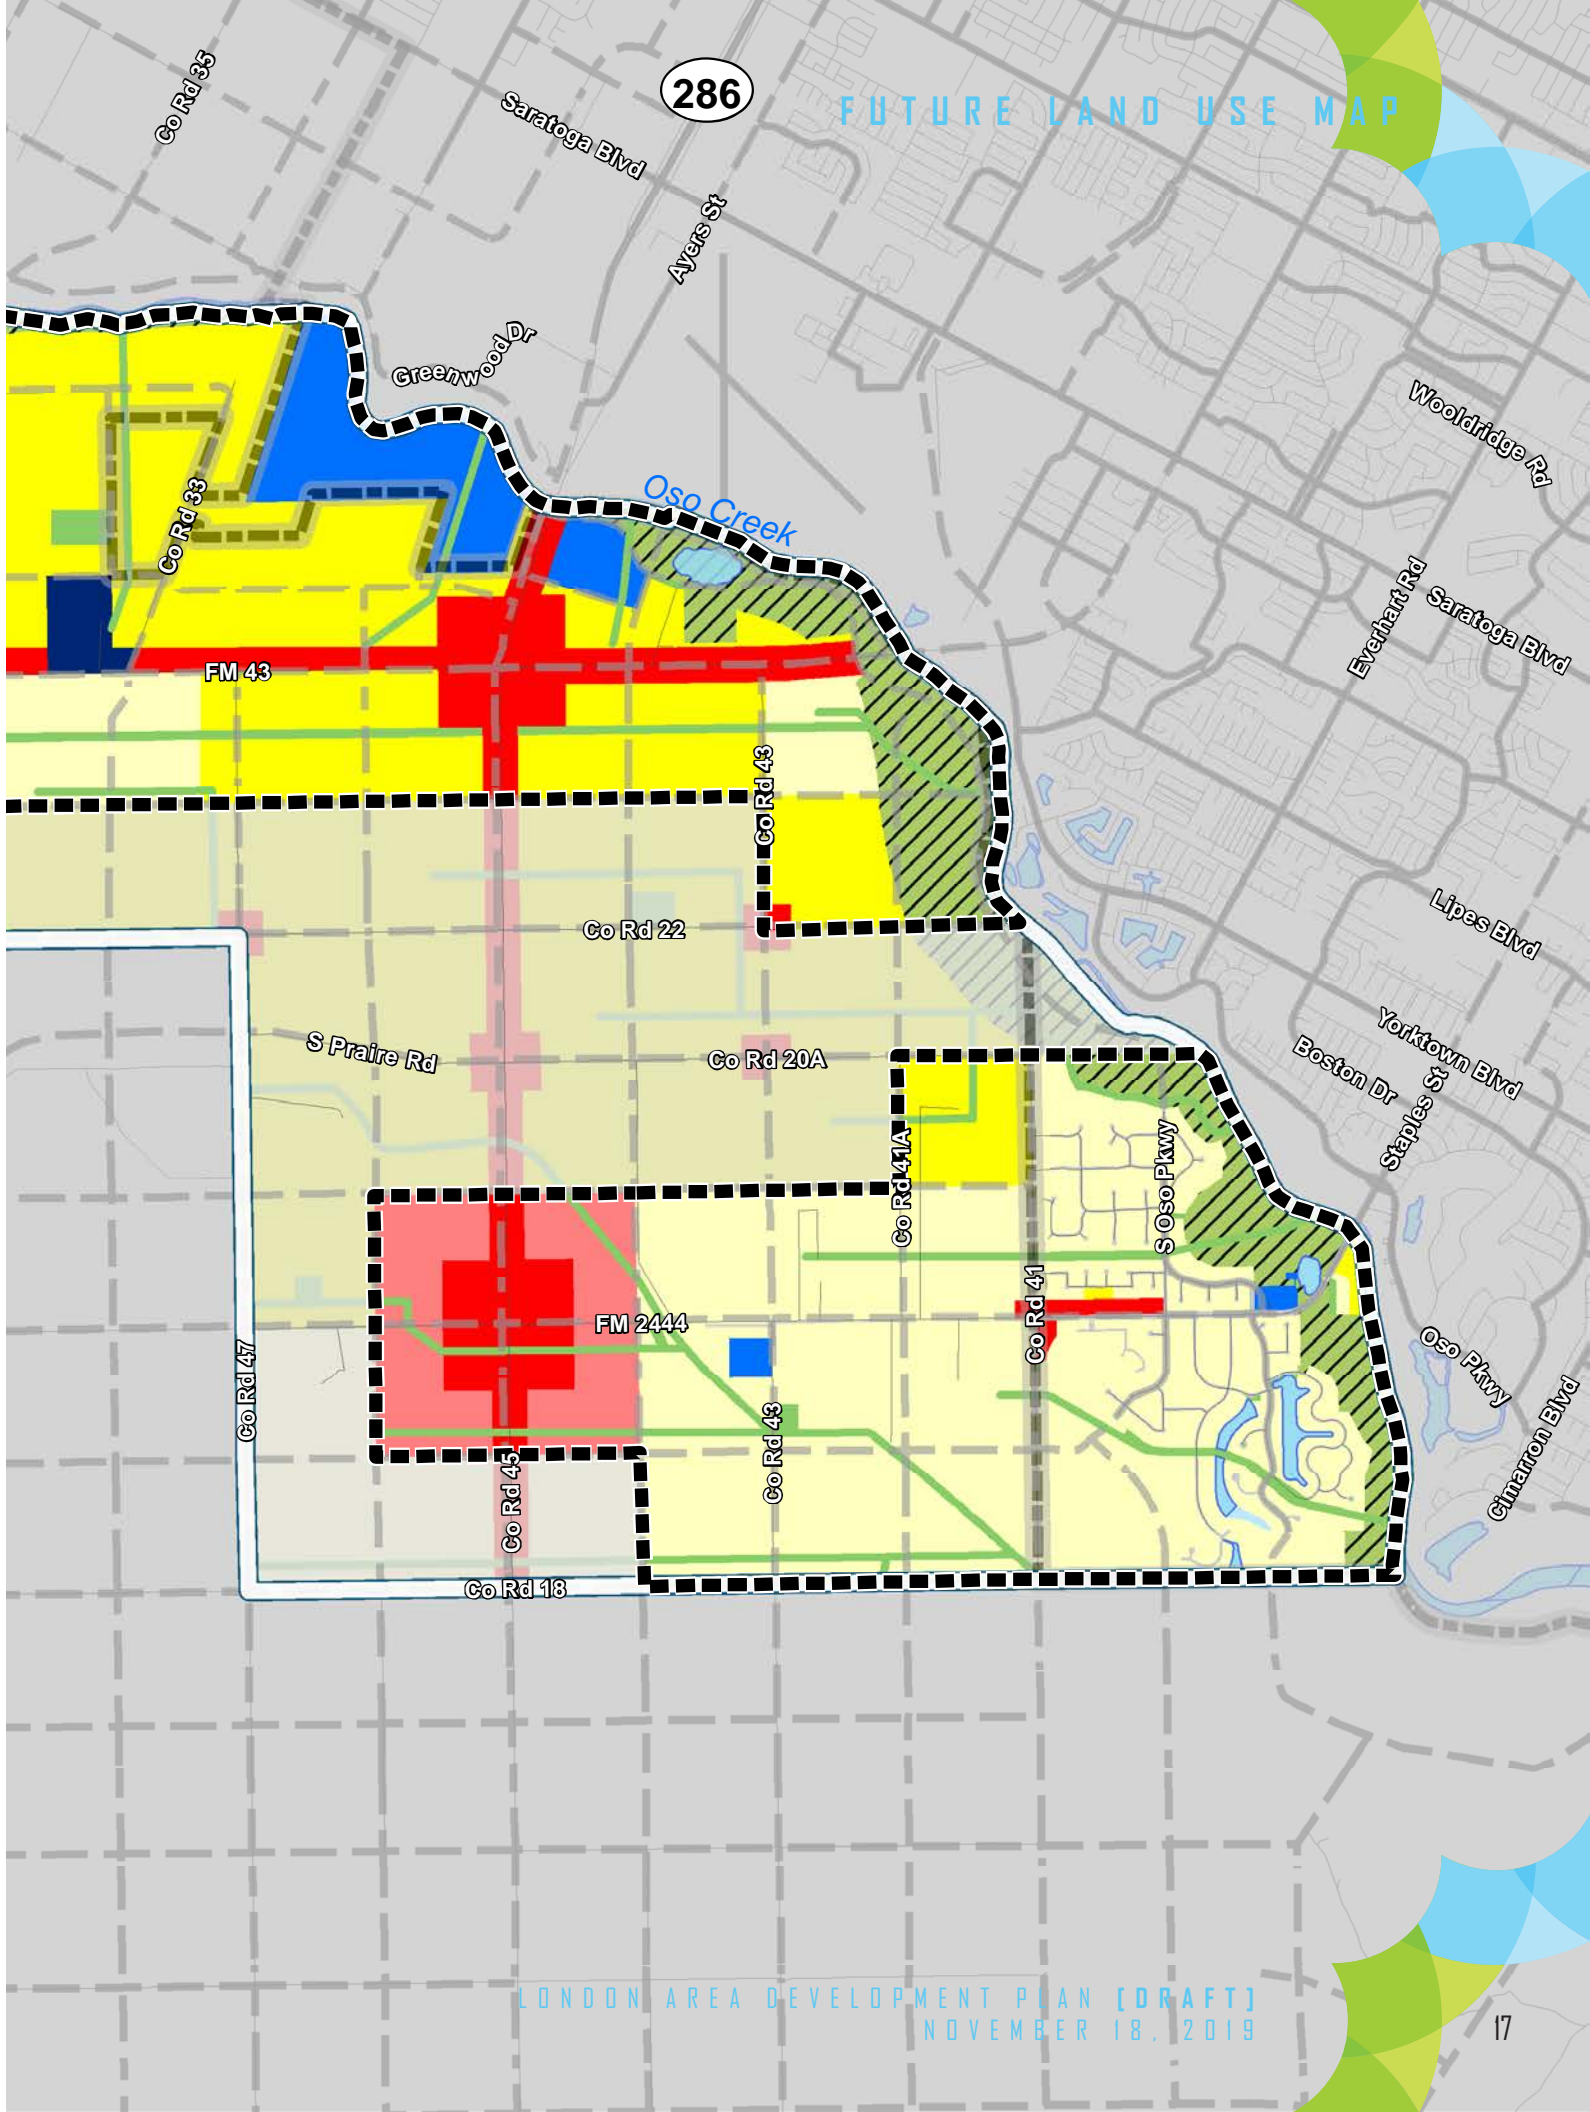 Co Rd 35
286
FUTURE LAND USE MAP
Saratoga Blvd
Ayers St
Greenwood Dr
Wooldridge Rd
Co Rd 33
Oso Creek
Everhart Rd
Saratoga Blvd
FM 43
Co Rd 43
Co Rd 22
Lipes Blvd
S Praire Rd
Co Rd 20A
Yorktown Blvd
Boston Dr
Staples St
Co Rd 41A
S Oso Pkwy
Co Rd 41
FM 2444
Co Rd 47
Oso Pkwy
Cimarron Blvd
Co Rd 43
Co Rd 45
Co Rd 18
LONDON AREA DEVELOPMENT PLAN [DRAFT]
NOVEMBER 18, 2019
17